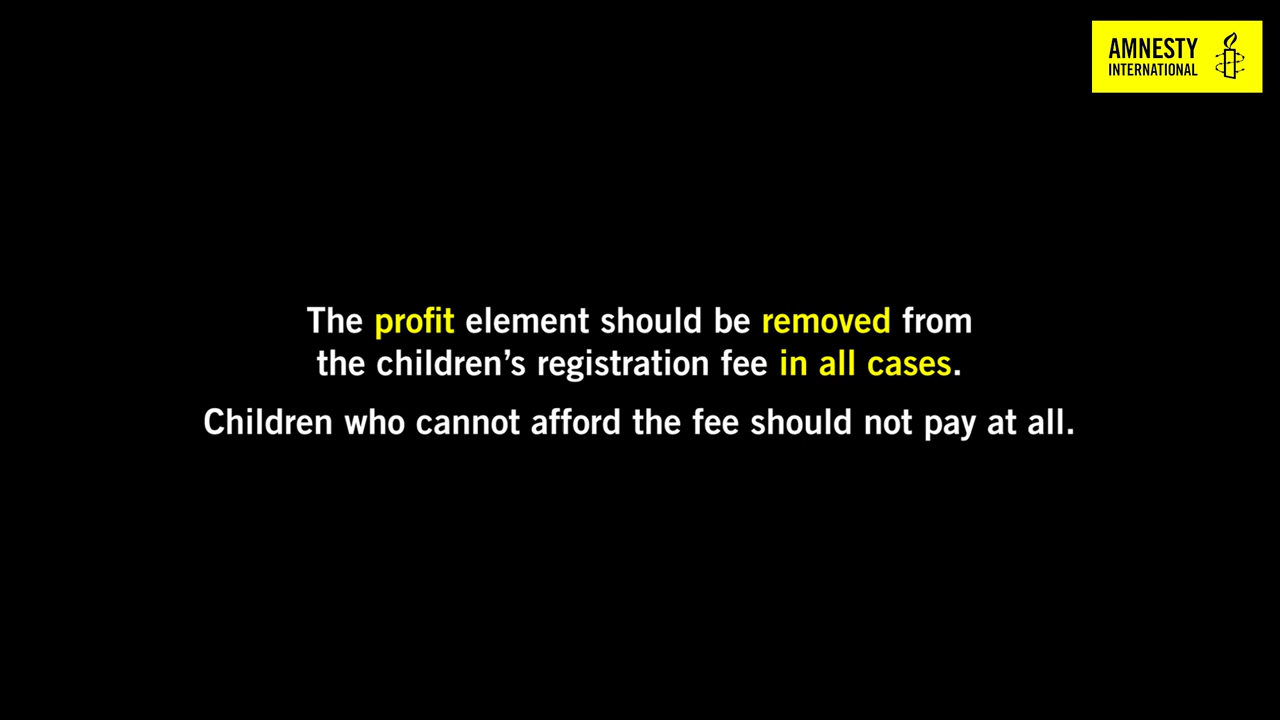 AMNESTY
INTERNATIONAL
The profit element should be removed from
the children’s registration fee in all cases.
Children who cannot afford the fee should not pay at all.